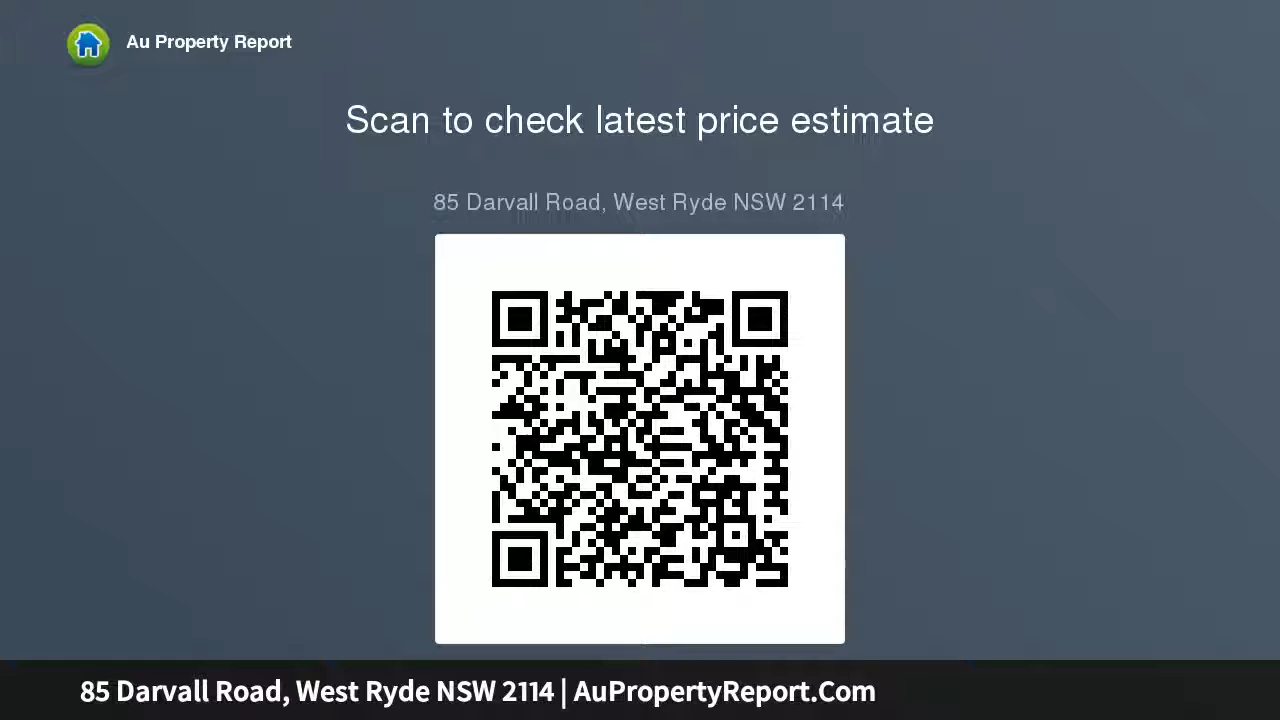 Au Property Report
Scan to check latest price estimate
85 Darvall Road, West Ryde NSW 2114
85 Darvall Road, West Ryde NSW 2114 | AuPropertyReport.Com